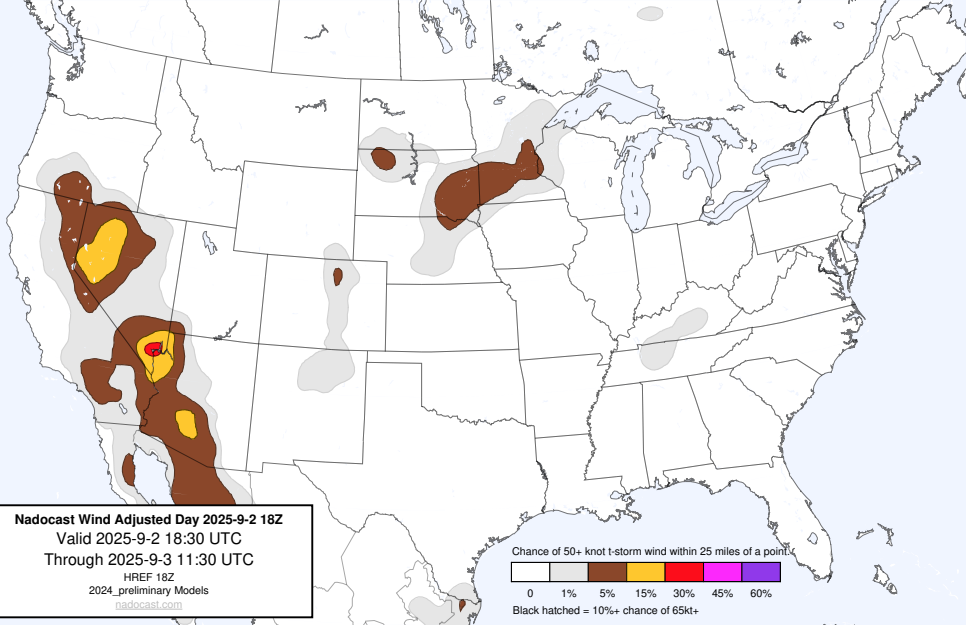 Nadocast Wind Adjusted Day 2025-9-2 18Z
Valid 2025-9-2 18:30 UTC
Through 2025-9-3 11:30 UTC
HREF 18Z
2024_preliminary Models
nadocast.com
Chance of 50+ knot t-storm wind within 25 miles of a point.
0 1% 5% 15% 30% 45% 60%
Black hatched = 10%+ chance of 65kt+